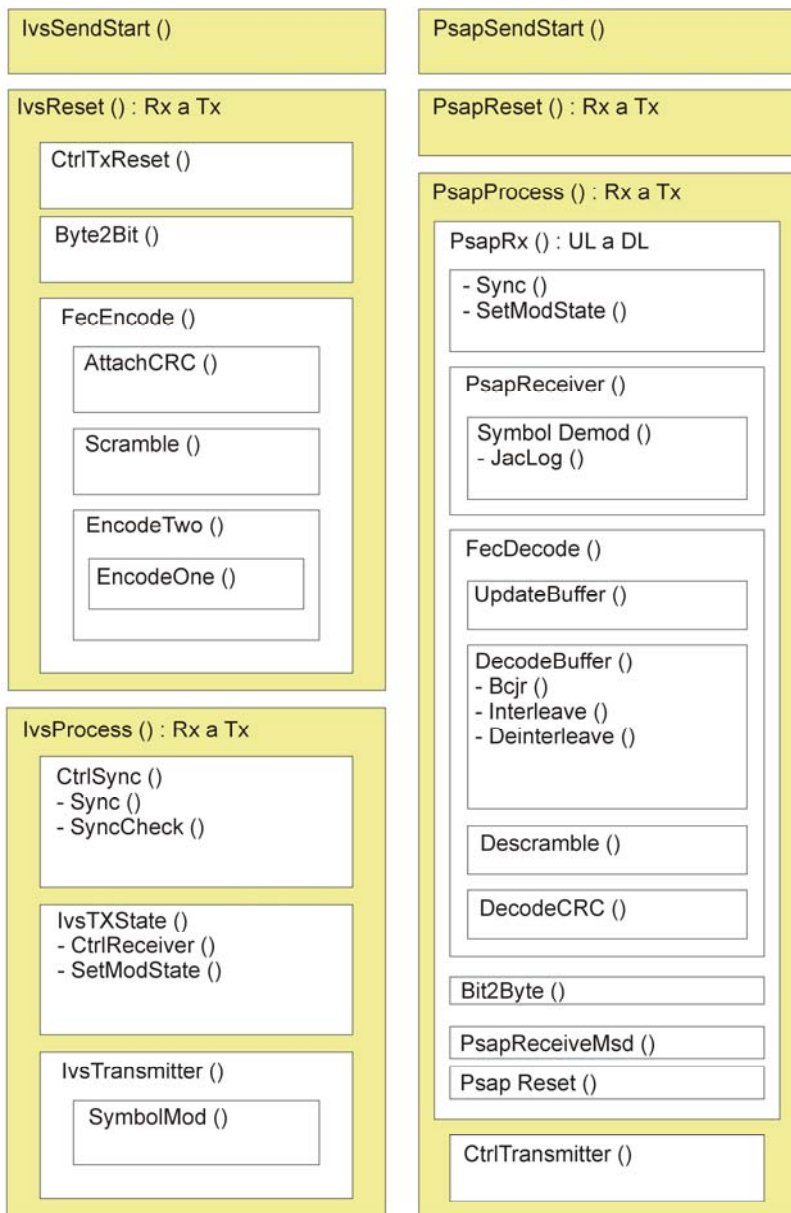 IvsSendStart ()
IvsReset () : Rx a Tx
CtrlTxReset ()
Byte2Bit ()
FecEncode ()
AttachCRC ()
Scramble ()
EncodeTwo ()
EncodeOne ()
IvsProcess () : Rx a Tx
CtrlSync ()
- Sync ()
- SyncCheck ()
IvsTXState ()
- CtrlReceiver ()
- SetModState ()
IvsTransmitter ()
SymbolMod ()
PsapSendStart ()
PsapReset () : Rx a Tx
PsapProcess () : Rx a Tx
PsapRx () : UL a DL
- Sync ()
- SetModState ()
PsapReceiver ()
Symbol Demod ()
- JacLog ()
FecDecode ()
UpdateBuffer ()
DecodeBuffer ()
- Bcjr ()
- Interleave ()
- Deinterleave ()
Descramble ()
DecodeCRC ()
Bit2Byte ()
PsapReceiveMsd ()
Psap Reset ()
CtrlTransmitter ()